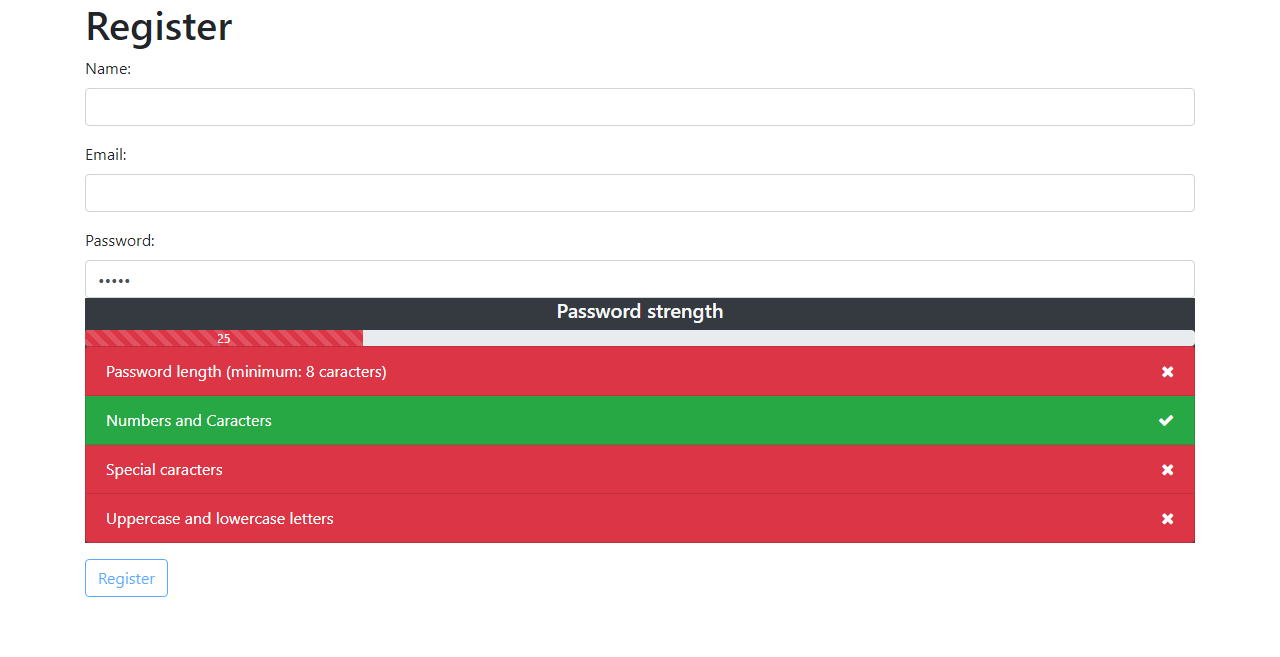 Register
Name:
Email:
Password:
•••••
Password strength
25
Password length (minimum: 8 caracters)
Numbers and Caracters
Special caracters
Uppercase and lowercase letters
Register